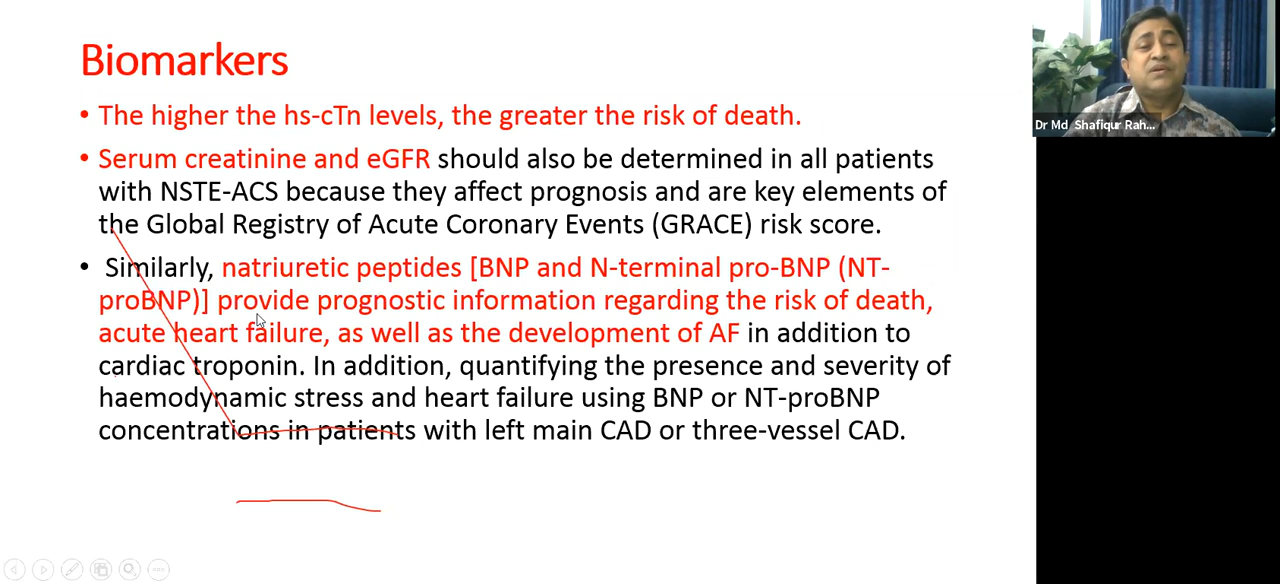 Biomarkers
• The higher the hs-cTn levels, the greater the risk of death.
• Serum creatinine and eGFR should also be determined in all patients
with NSTE-ACS because they affect prognosis and are key elements of
the Global Registry of Acute Coronary Events (GRACE) risk score.
• Similarly, natriuretic peptides [BNP and N-terminal pro-BNP (NT-
proBNP)] provide prognostic information regarding the risk of death,
acute heart failure, as well as the development of AF in addition to
cardiac troponin. In addition, quantifying the presence and severity of
haemodynamic stress and heart failure using BNP or NT-proBNP
concentrations in patients with left main CAD or three-vessel CAD.
Dr Md Shafiqur Rah...